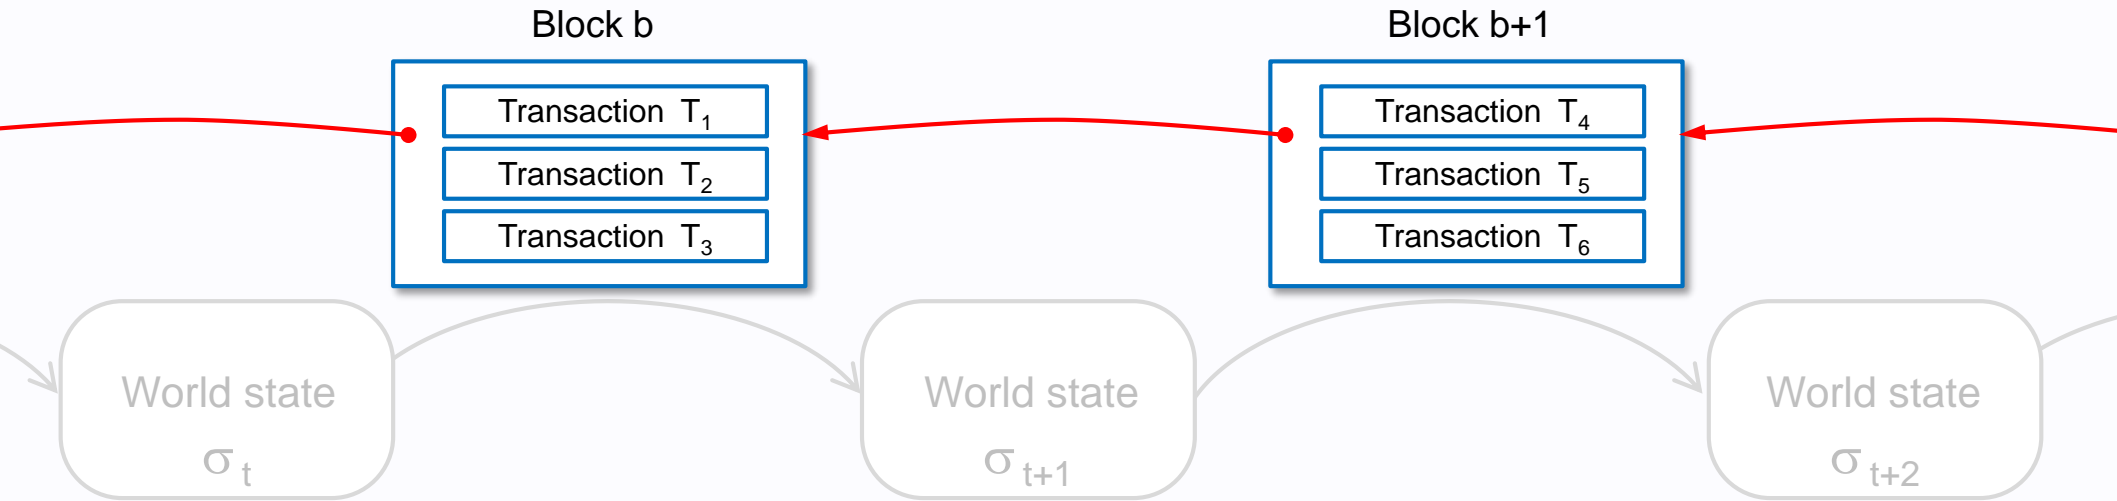 Block b
Block b+1
Transaction T₁
Transaction T₂
Transaction T₃
Transaction T₄
Transaction T₅
Transaction T₆
World state
σ t
World state
σ t+1
World state
σ t+2